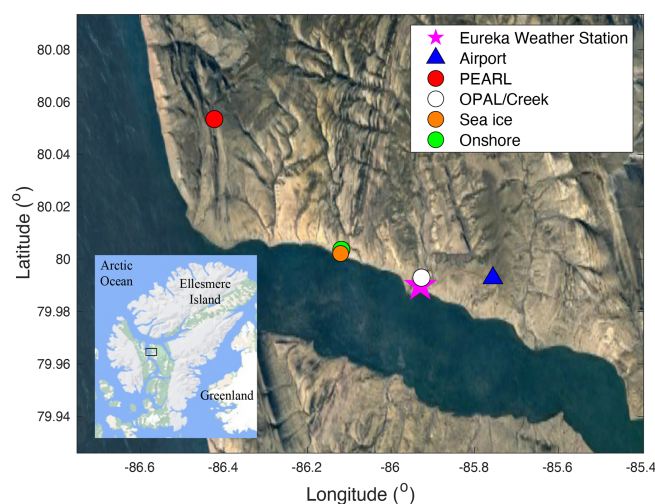 Eureka Weather Station
Airport
PEARL
OPAL/Creek
Sea ice
Onshore
80.08
80.06
80.04
80.02
80
79.98
79.96
79.94
Latitude (°)
Arctic
Ocean
Ellesmere
Island
Greenland
-86.6
-86.4
-86.2
-86
-85.8
-85.6
-85.4
Longitude (°)